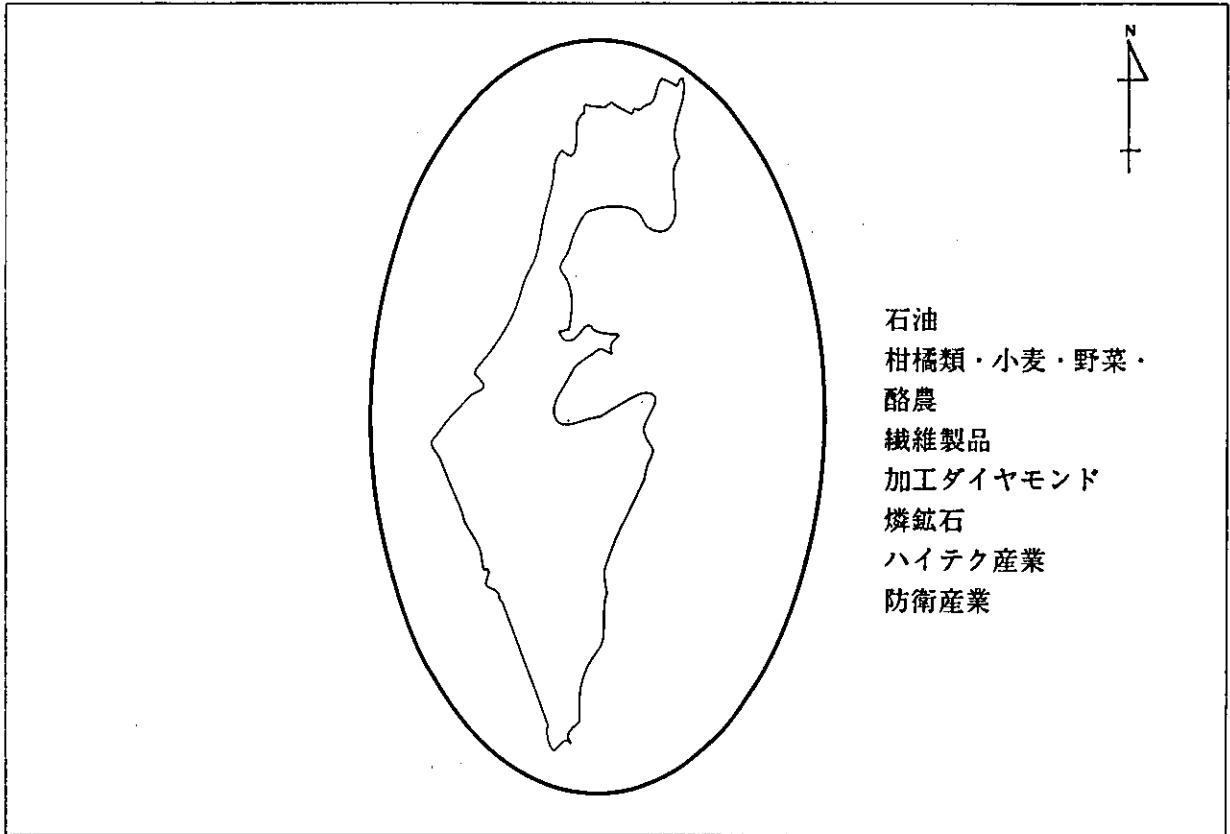 N
石油
柑橘類・小麦・野菜・
酪農
繊維製品
加工ダイヤモンド
燐鉱石
ハイテク産業
防衛産業